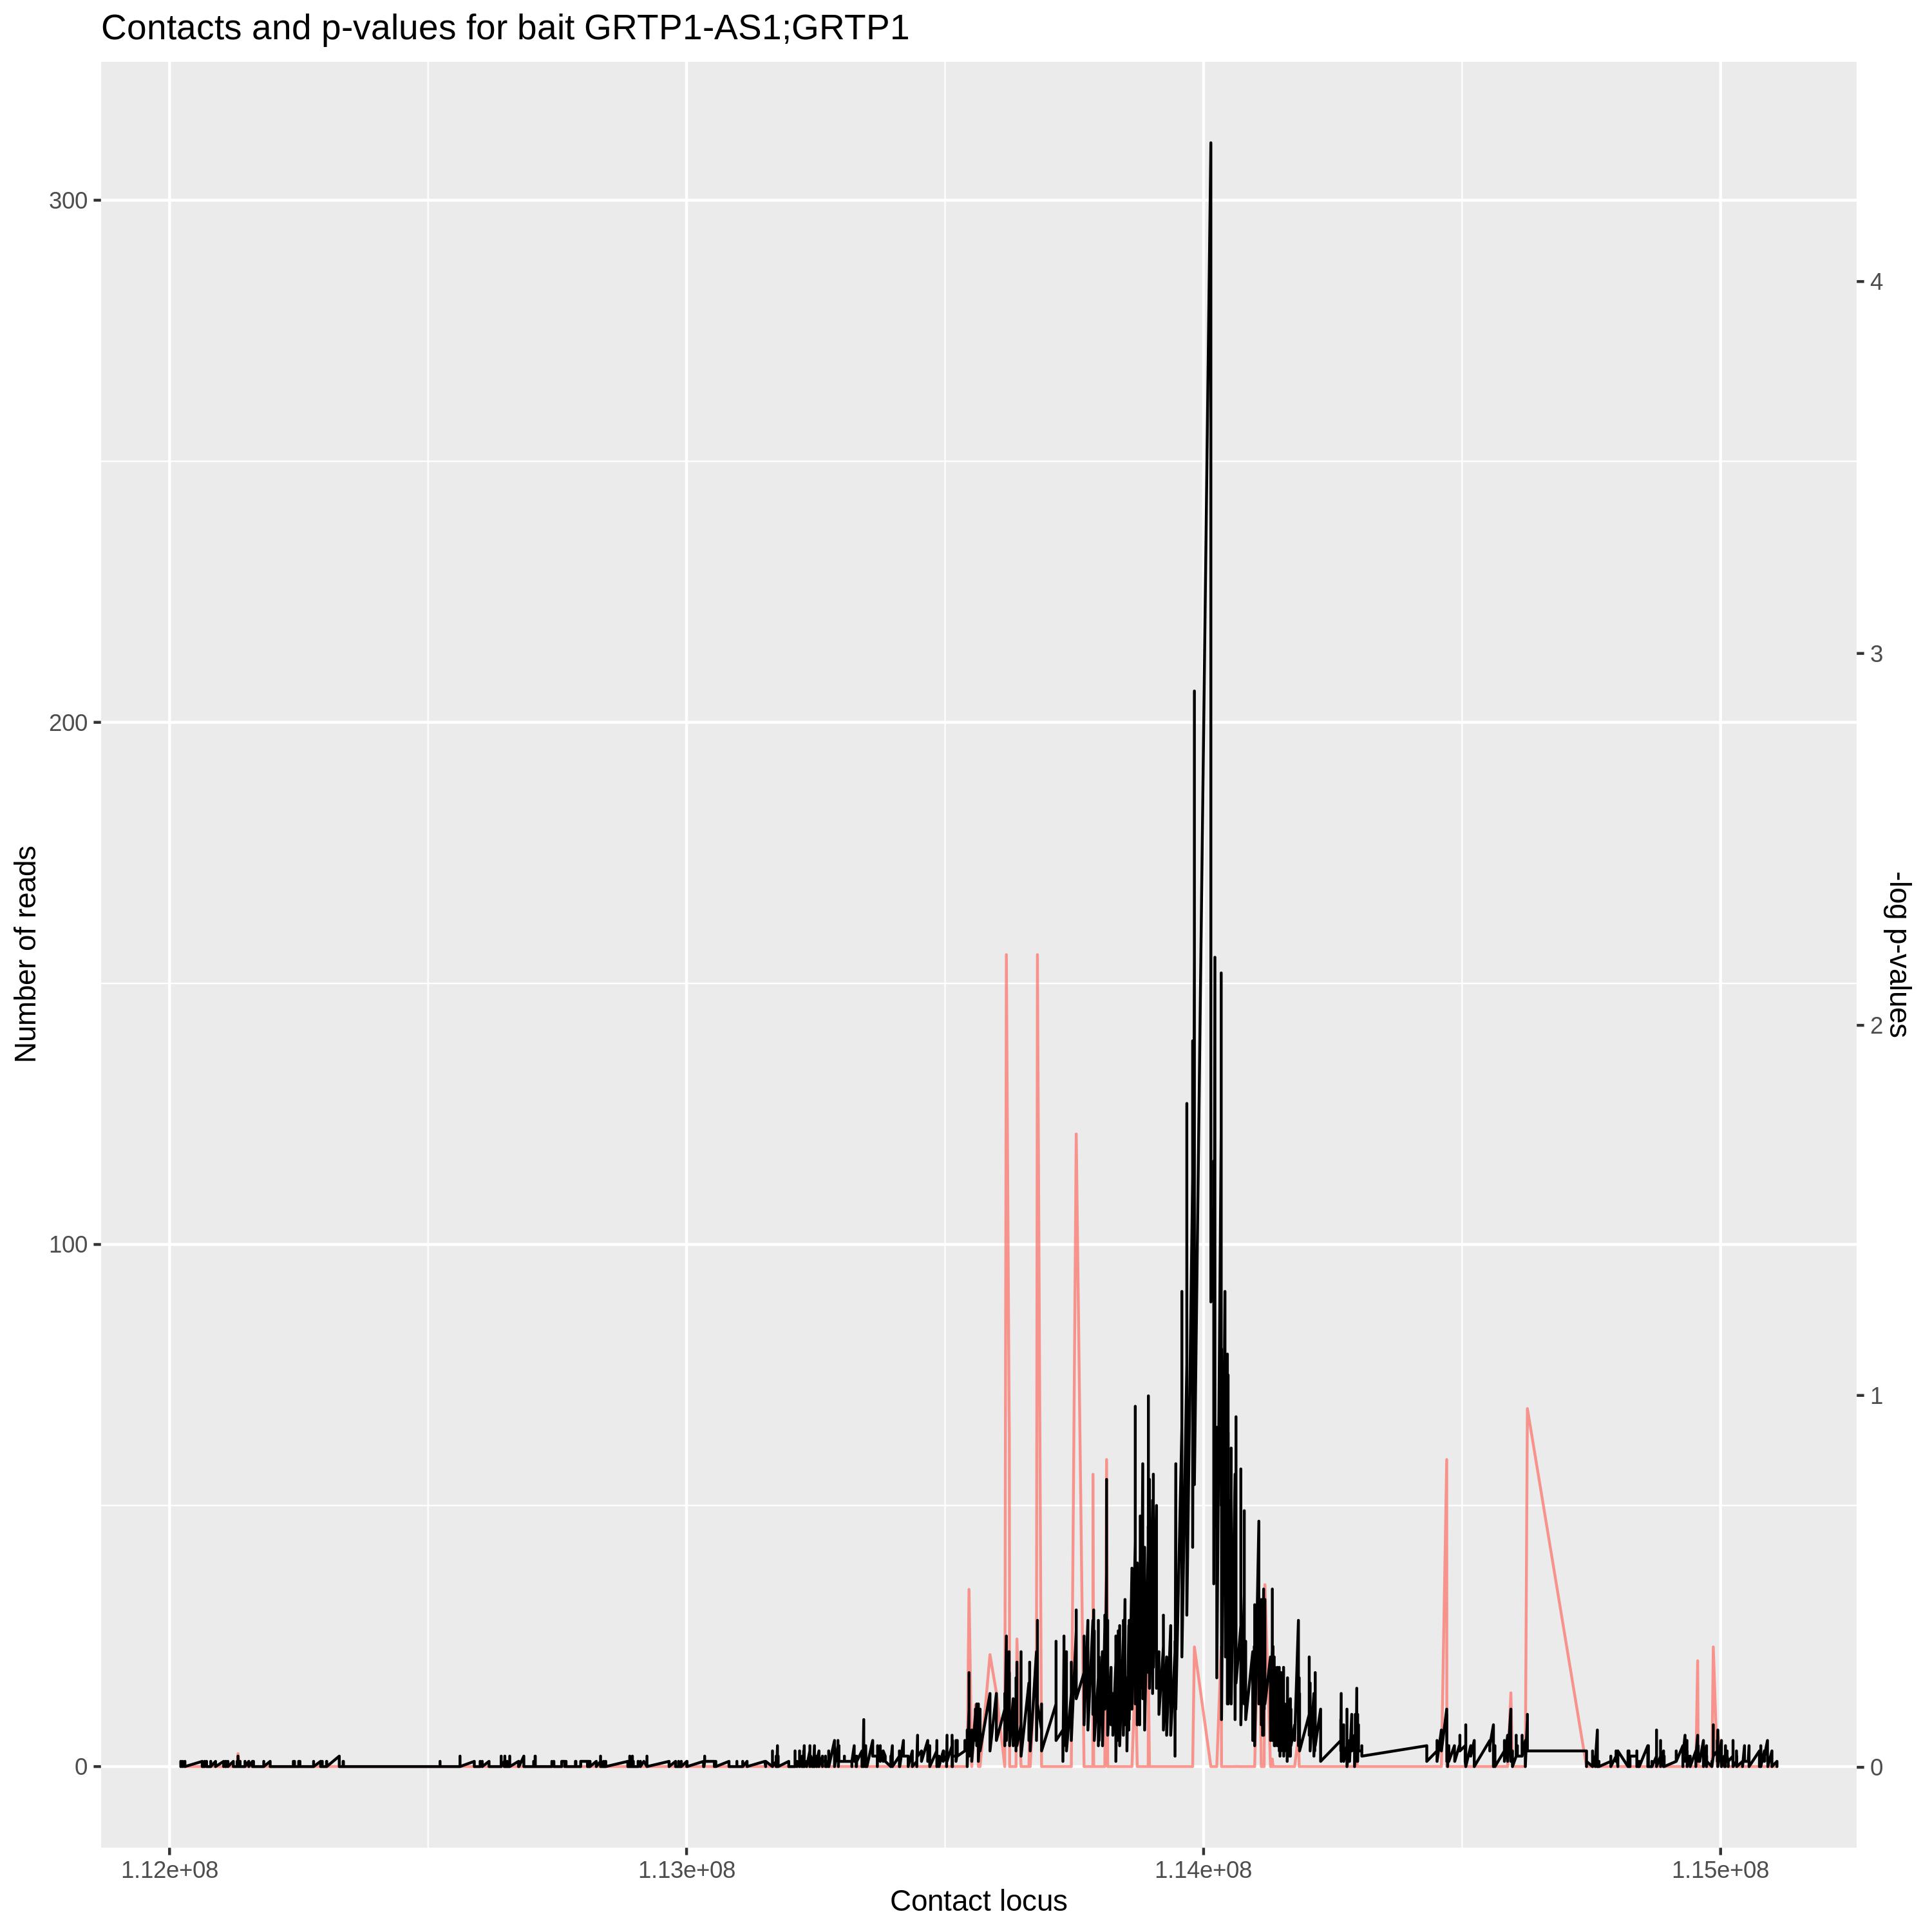 Contacts and p-values for bait GRTP1-AS1;GRTP1
300
200
100
0
Number of reads
4
3
2
1
0
-log p-values
1.12e+08
1.13e+08
1.14e+08
1.15e+08
Contact locus